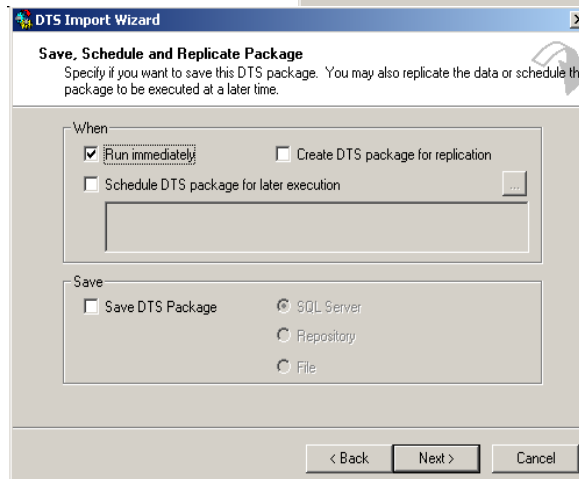 DTS Import Wizard
Save, Schedule and Replicate Package
Specify if you want to save this DTS package. You may also replicate the data or schedule th
package to be executed at a later time.
When
Run immediately
Create DTS package for replication
Schedule DTS package for later execution
...
Save
Save DTS Package
SQL Server
Repository
File
< Back
Next >
Cancel